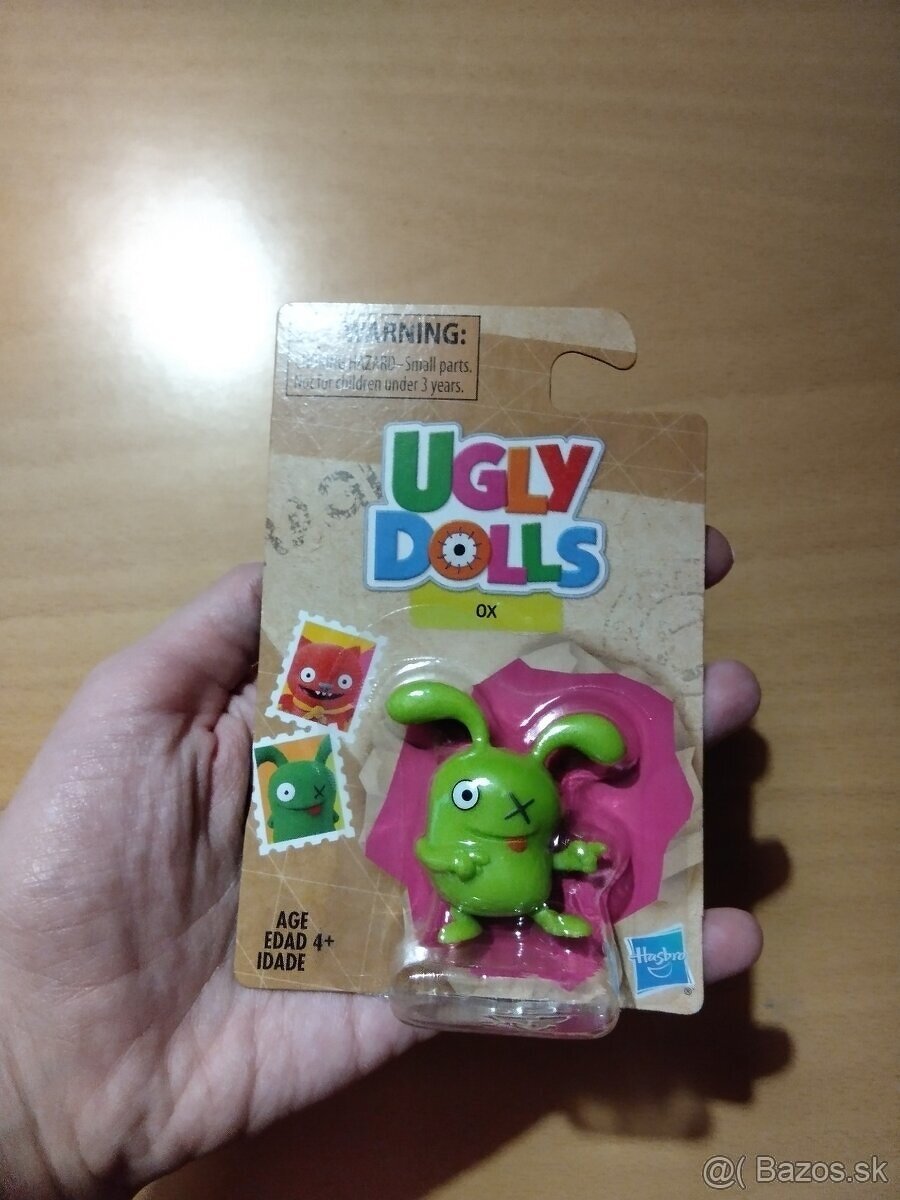 WARNING:
HAZARD–Small parts.
Not for children under 3 years.
UGLY
DOLLS
OX
AGE
EDAD 4+
IDADE
Hasbro
®
@( Bazos.sk